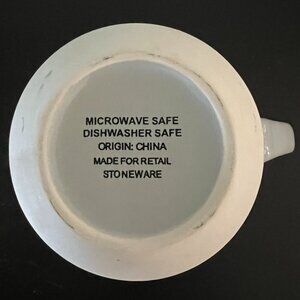 MICROWAVE SAFE
DISHWASHER SAFE
ORIGIN: CHINA
MADE FOR RETAIL
STONEWARE